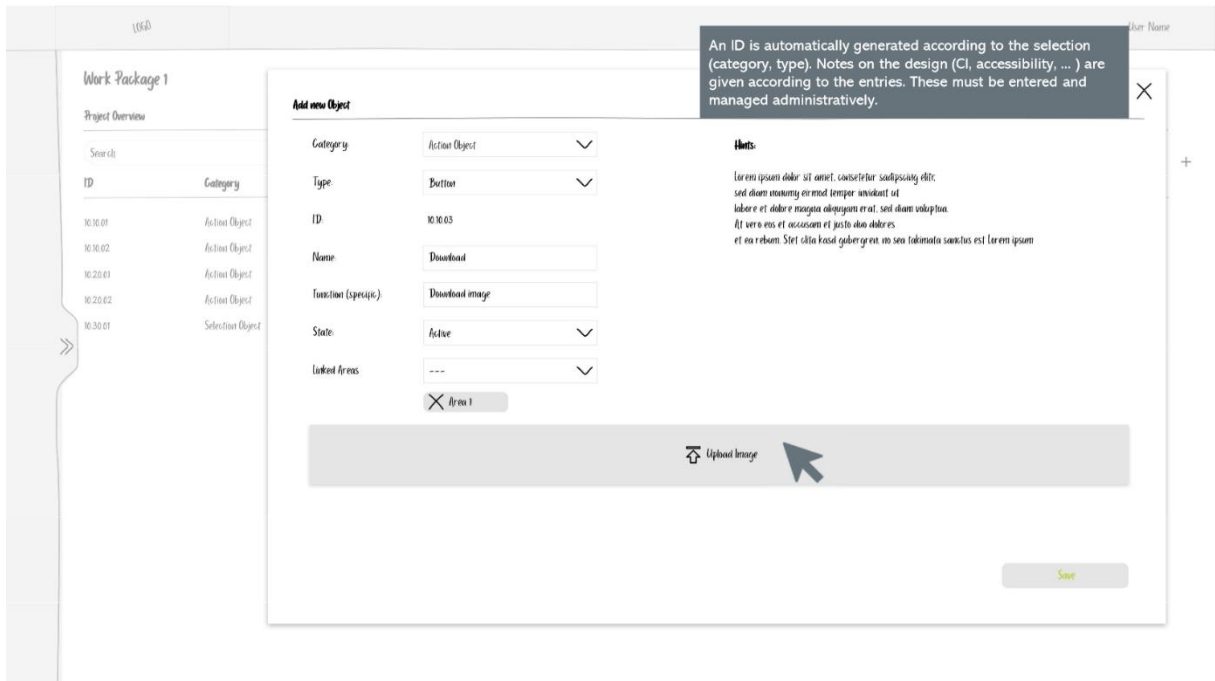 LOGO
User Name
An ID is automatically generated according to the selection
(category, type). Notes on the design (CI, accessibility, ... ) are
given according to the entries. These must be entered and
managed administratively.
Work Package 1
Project Overview
Search
ID Category
10.10.01 Action Object
10.10.02 Action Object
10.20.01 Action Object
10.20.02 Action Object
10.30.01 Selection Object
Add new Object
Category: Action Object
Type: Button
ID: 10.10.03
Name: Download
Function (specific): Download image
State: Active
Linked Areas ---
Area 1
Hints:
Lorem ipsum dolor sit amet, consetetur sadipscing elitr,
sed diam nonumy eirmod tempor invidunt ut
labore et dolore magna aliquyam erat, sed diam voluptua.
At vero eos et accusam et justo duo dolores
et ea rebum. Stet clita kasd gubergren, no sea takimata sanctus est Lorem ipsum
Upload Image
Save